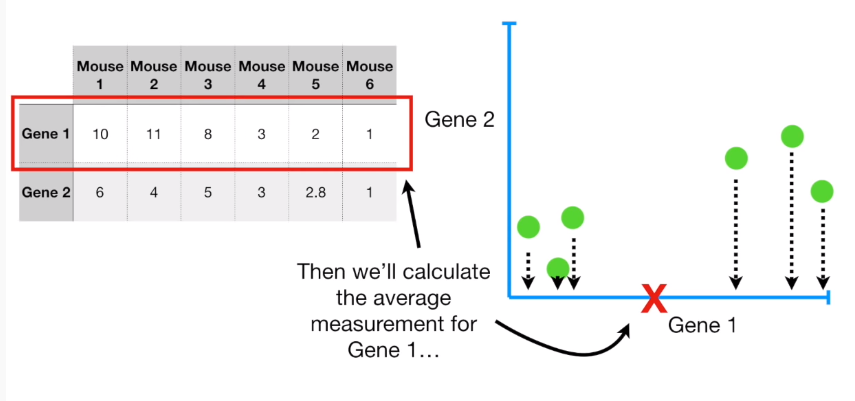 Mouse 1 Mouse 2 Mouse 3 Mouse 4 Mouse 5 Mouse 6
Gene 1 10 11 8 3 2 1
Gene 2 6 4 5 3 2.8 1
Then we'll calculate
the average
measurement for
Gene 1…
Gene 2
X
Gene 1